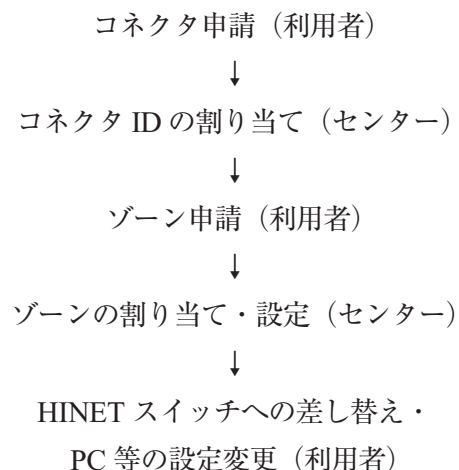 コネクタ申請（利用者）
↓
コネクタ ID の割り当て（センター）
↓
ゾーン申請（利用者）
↓
ゾーンの割り当て・設定（センター）
↓
HINET スイッチへの差し替え・
PC 等の設定変更（利用者）